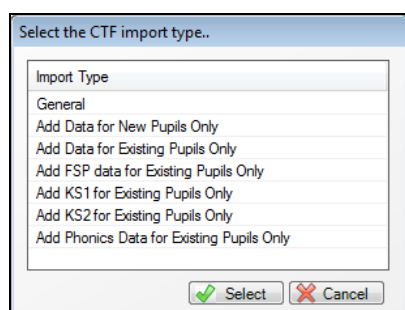 Select the CTF import type..
Import Type
General
Add Data for New Pupils Only
Add Data for Existing Pupils Only
Add FSP data for Existing Pupils Only
Add KS1 for Existing Pupils Only
Add KS2 for Existing Pupils Only
Add Phonics Data for Existing Pupils Only
Select Cancel